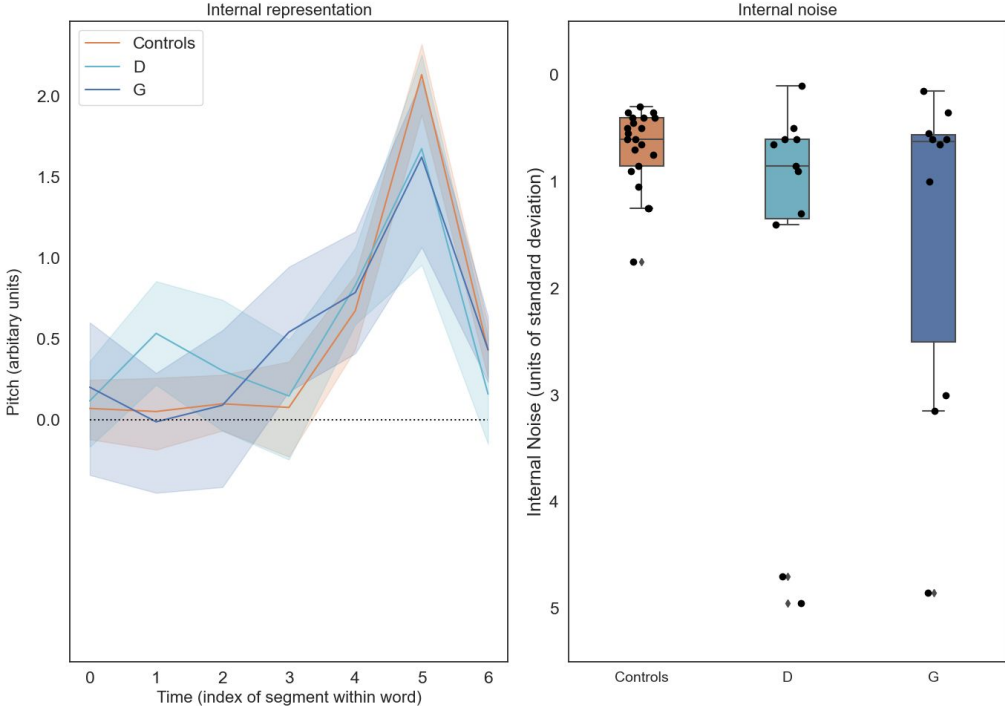 Internal representation
Controls
D
G
Pitch (arbitary units)
2.0
1.5
1.0
0.5
0.0
0 1 2 3 4 5 6
Time (index of segment within word)
Internal noise
Internal Noise (units of standard deviation)
0
1
2
3
4
5
Controls D G